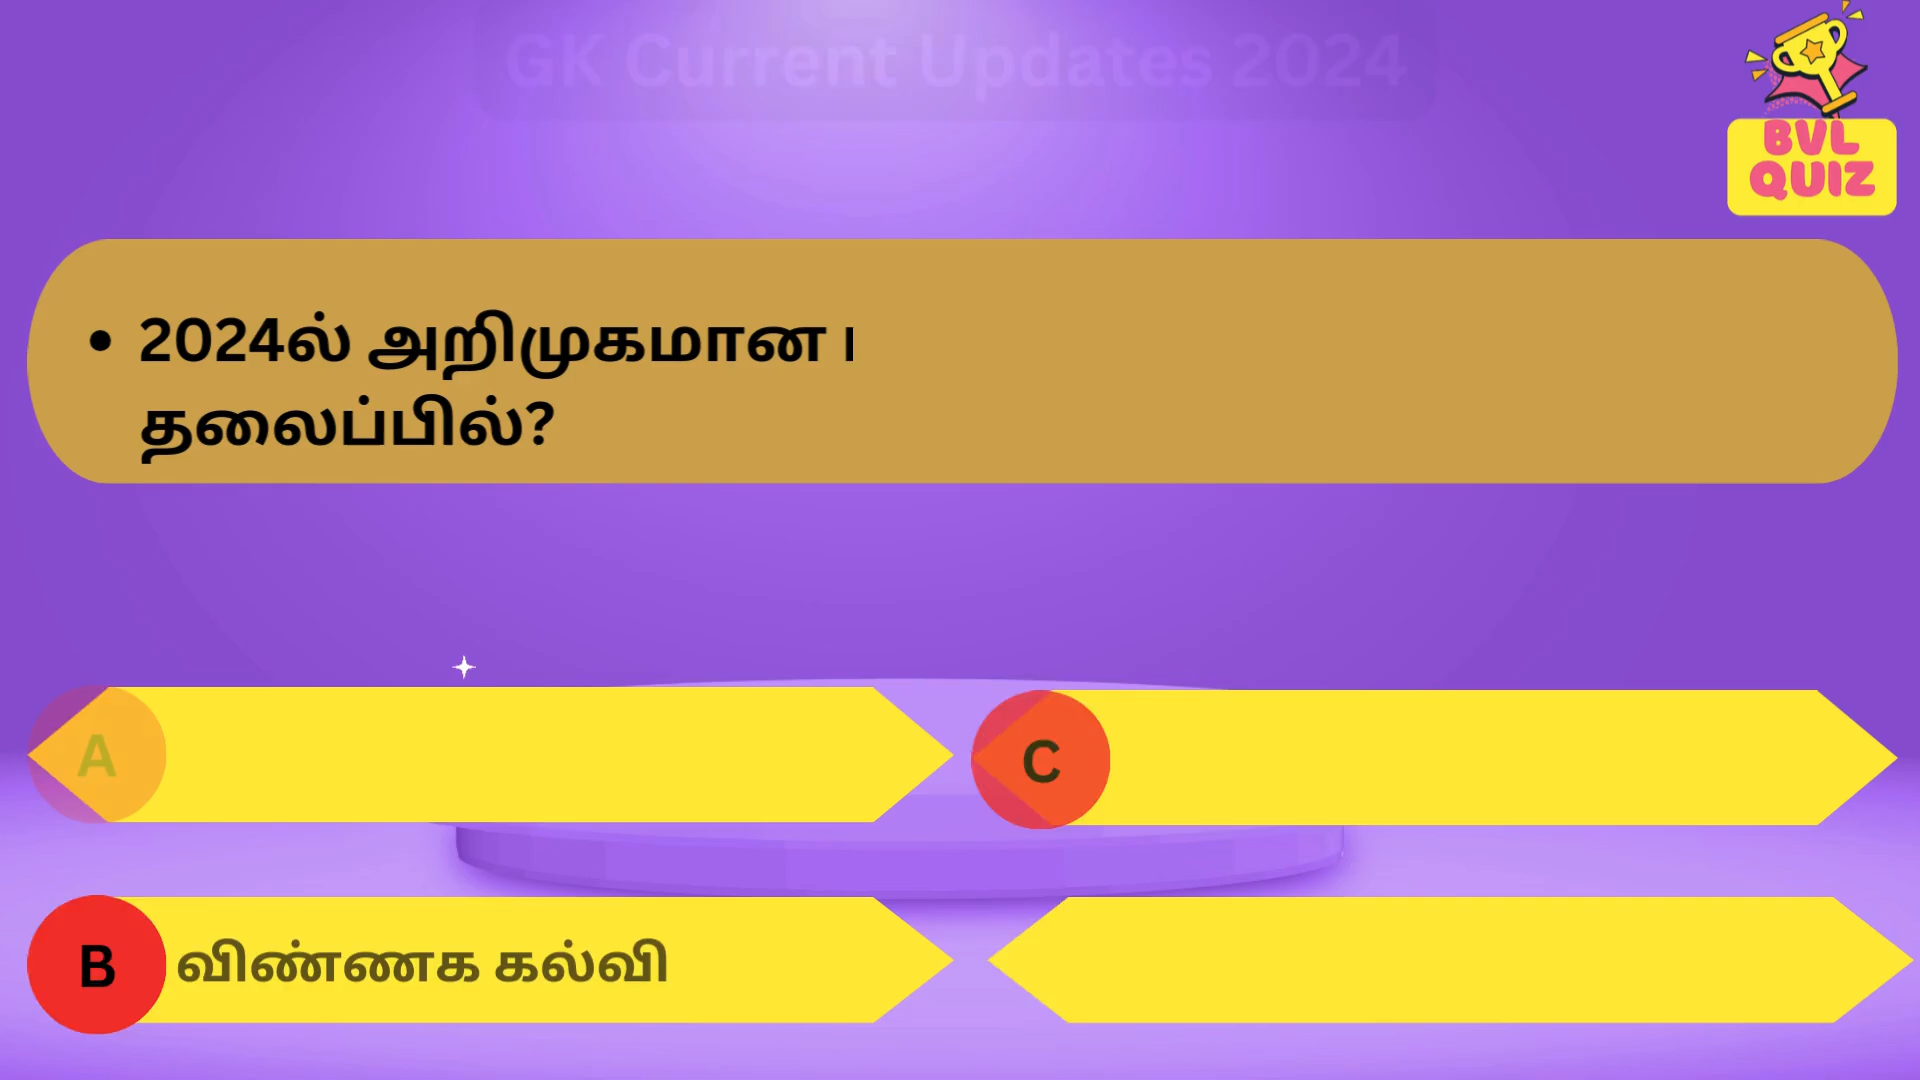 GK Current Updates 2024
BVL
QUIZ
• 2024ல் அறிமுகமான
தலைப்பில்?
A
C
B
விண்ணக கல்வி